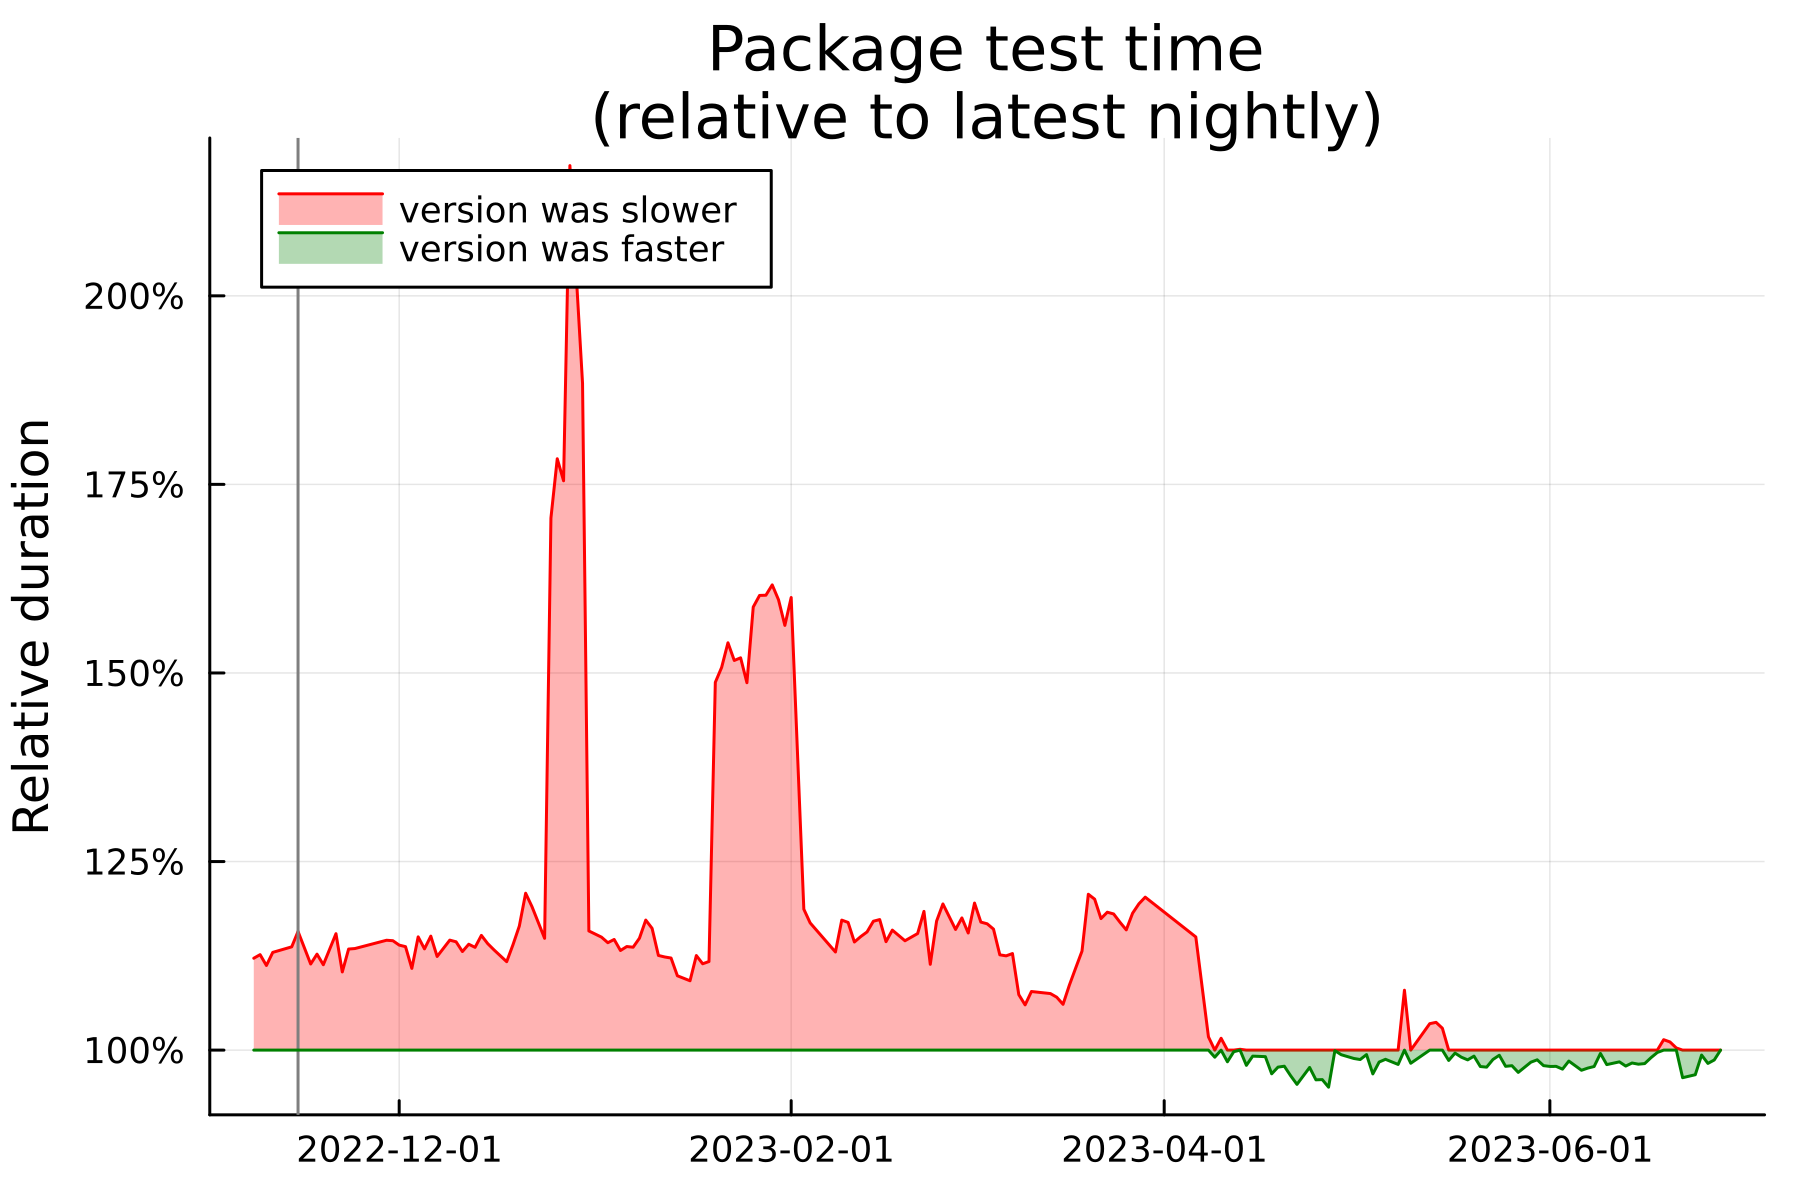 Package test time
(relative to latest nightly)
version was slower
version was faster
Relative duration
200%
175%
150%
125%
100%
2022-12-01
2023-02-01
2023-04-01
2023-06-01